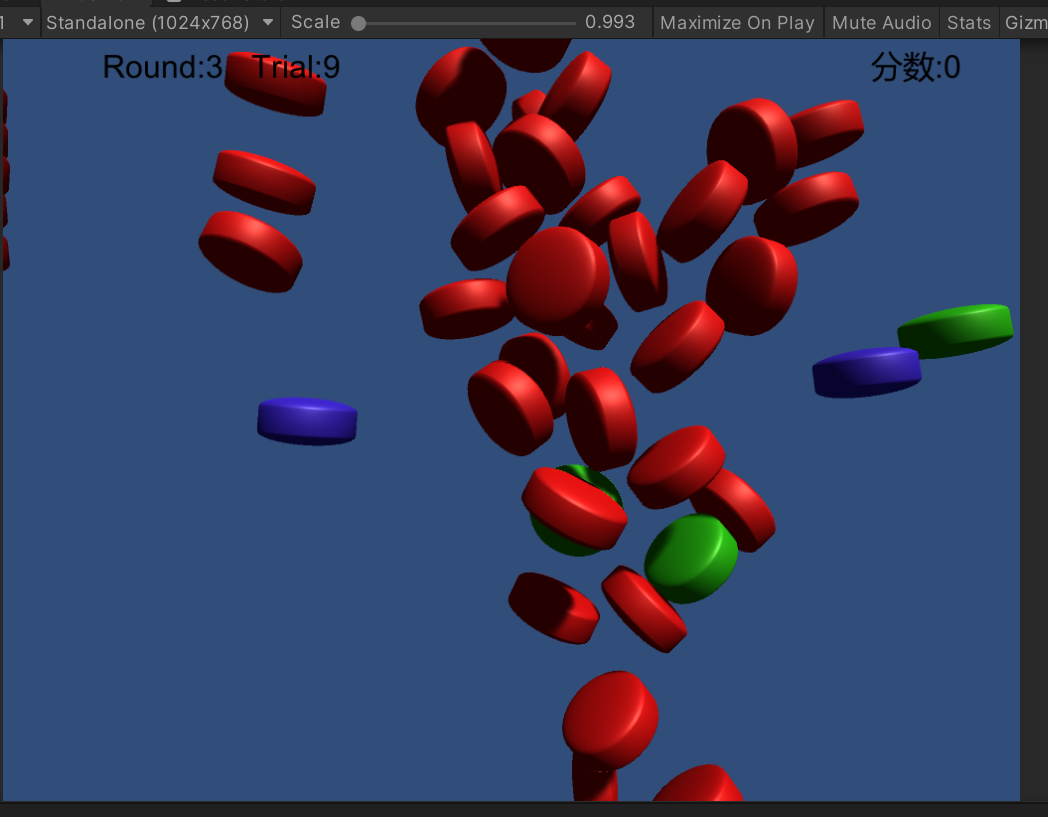 Standalone (1024x768) Scale 0.993 Maximize On Play Mute Audio Stats
Round:3 Trial:9 分数:0